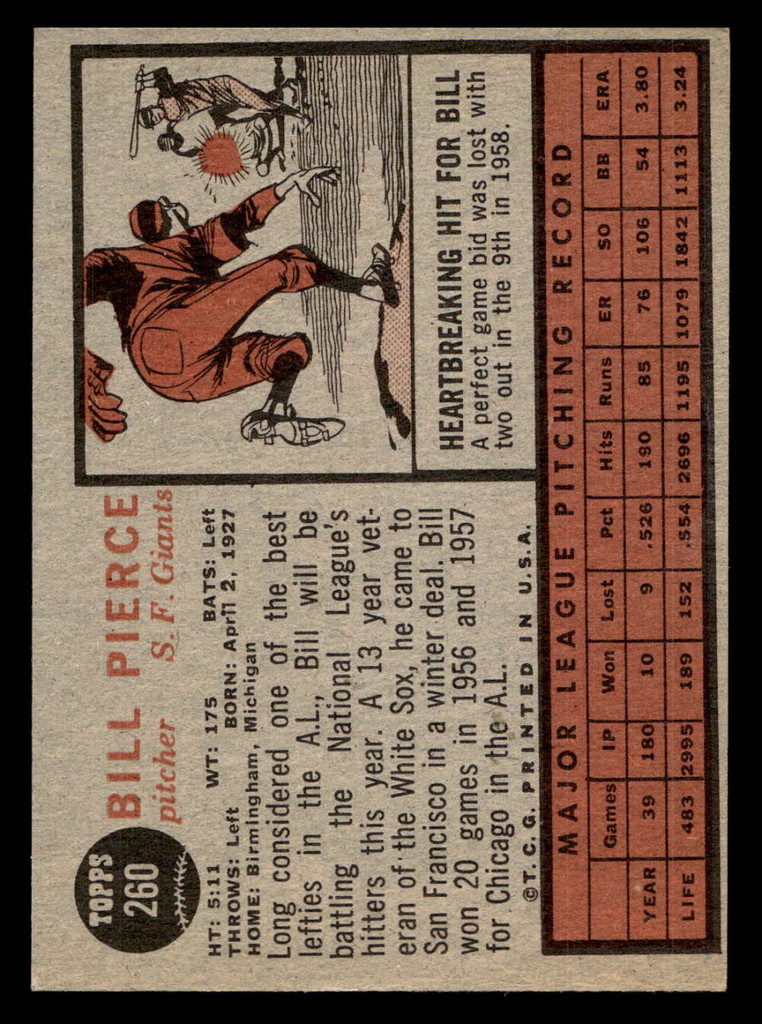 TOPPS
260
BILL PIERCE
pitcher S. F. Giants
HT: 5:11 WT: 175 BATS: Left
THROWS: Left BORN: April 2, 1927
HOME: Birmingham, Michigan
Long considered one of the best
lefties in the A.L., Bill will be
battling the National League's
hitters this year. A 13 year vet-
eran of the White Sox, he came to
San Francisco in a winter deal. Bill
won 20 games in 1956 and 1957
for Chicago in the A.L.
©T. C. G. PRINTED IN U.S.A.
HEARTBREAKING HIT FOR BILL
A perfect game bid was lost with
two out in the 9th in 1958.
MAJOR LEAGUE PITCHING RECORD
Games IP Won Lost Pct Hits Runs ER SO BB ERA
YEAR 39 180 10 9 .526 190 85 76 106 54 3.80
LIFE 483 2995 189 152 .554 2696 1195 1079 1842 1113 3.24